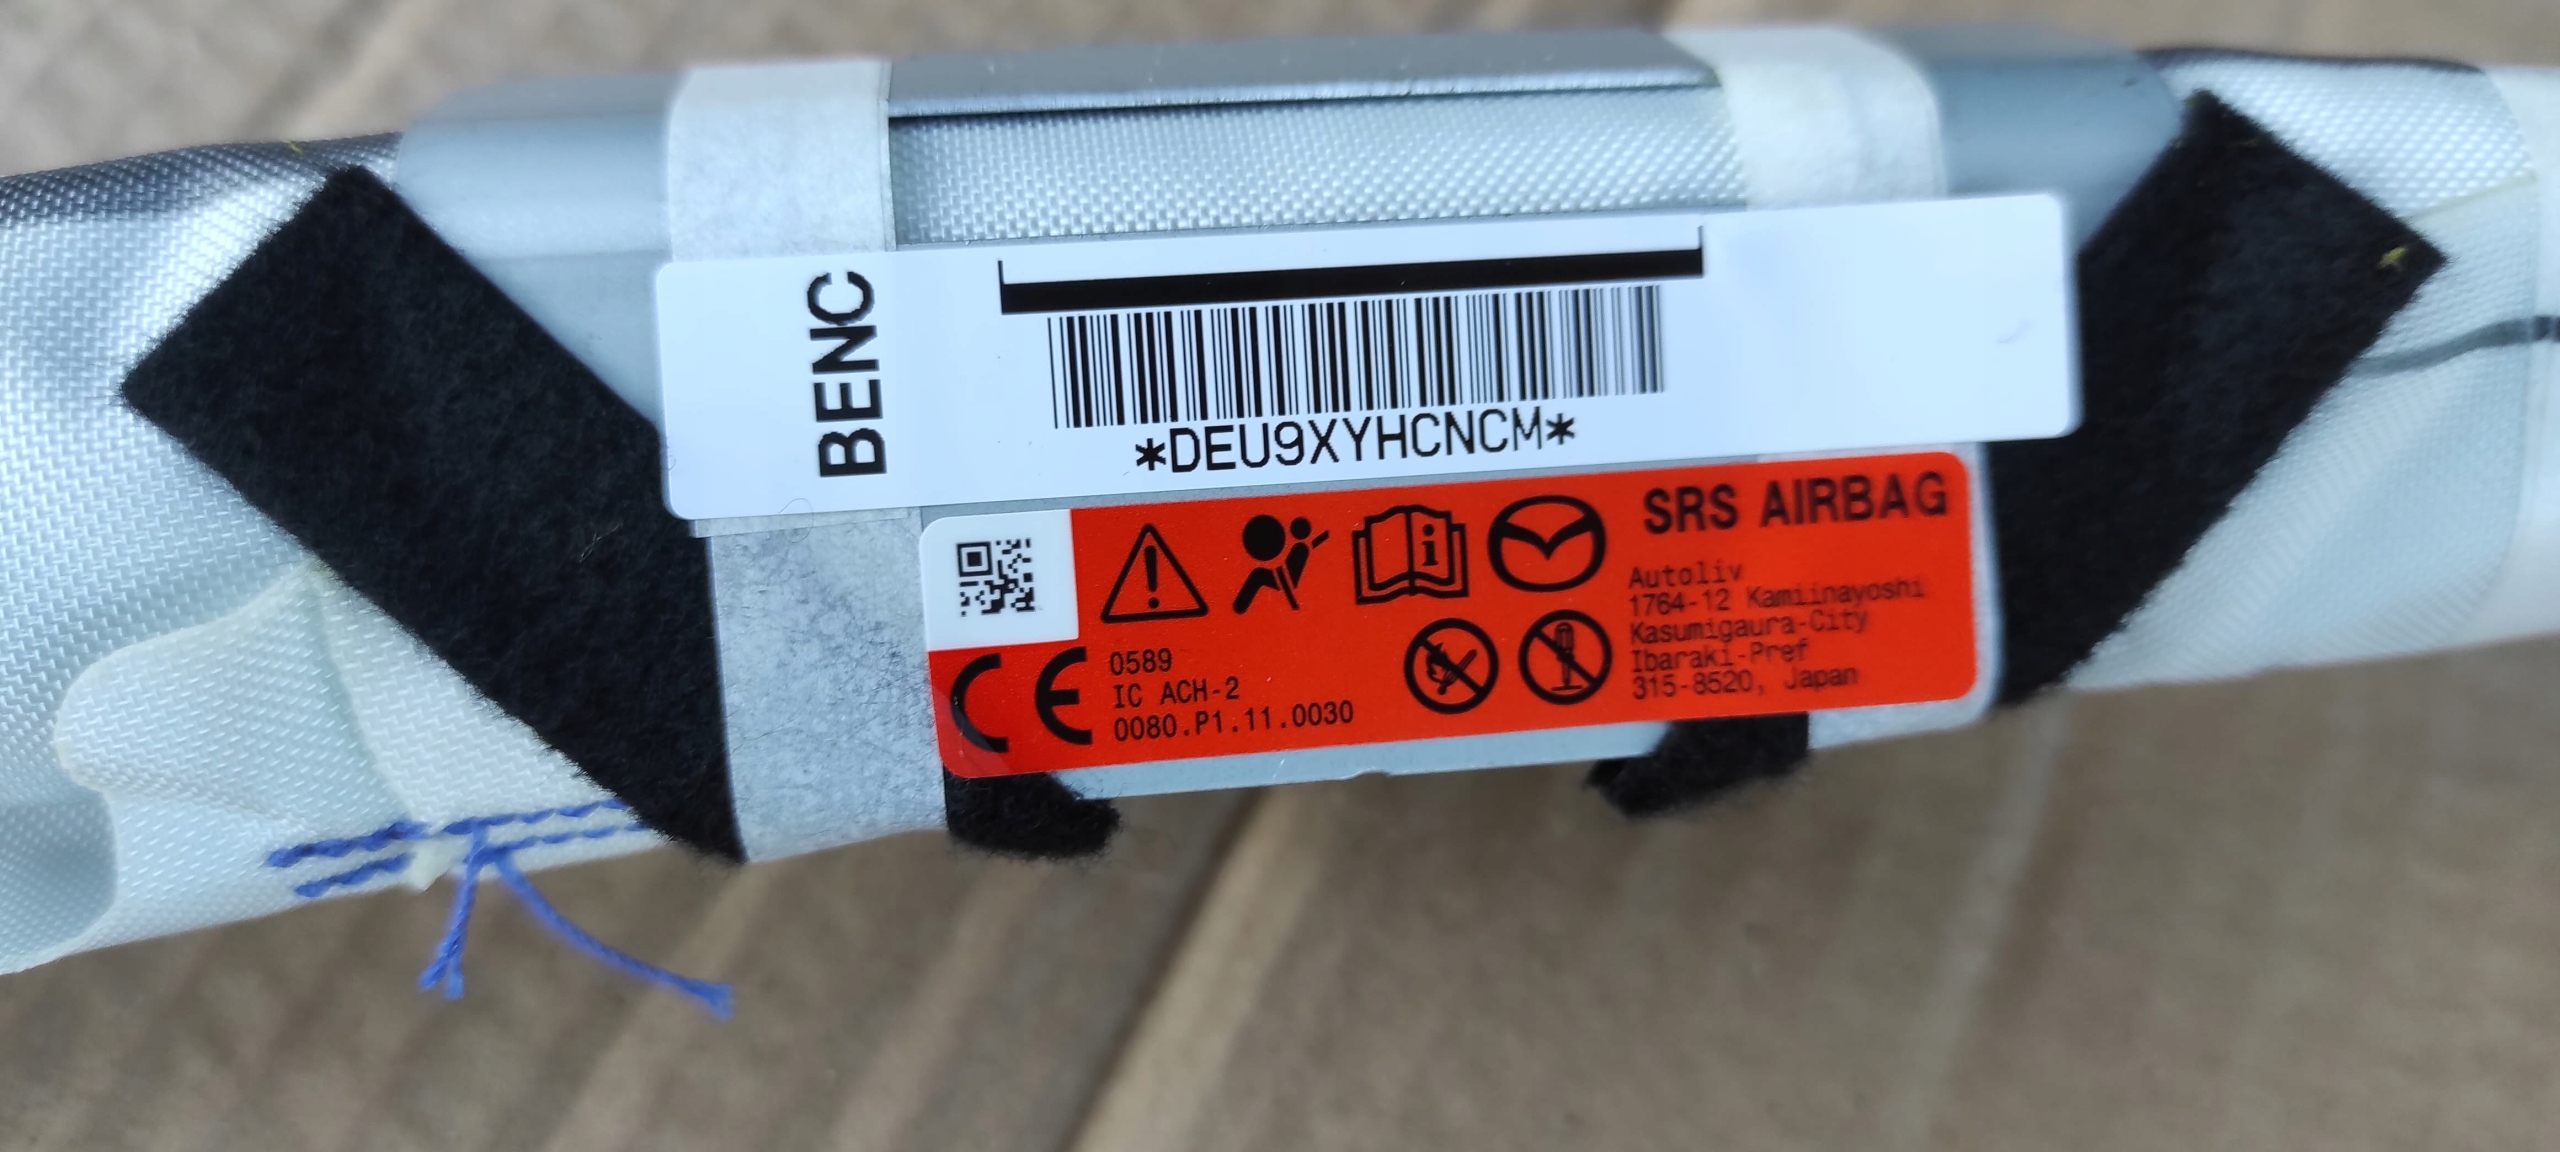 BENC
*DEU9XYHCNCM*
SRS AIRBAG
Autoliv
1764-12 Kamiinayoshi
Kasumigaura-City
Ibaraki-Pref
315-8520, Japan
CE
0589
IC ACH-2
0080.P1.11.0030